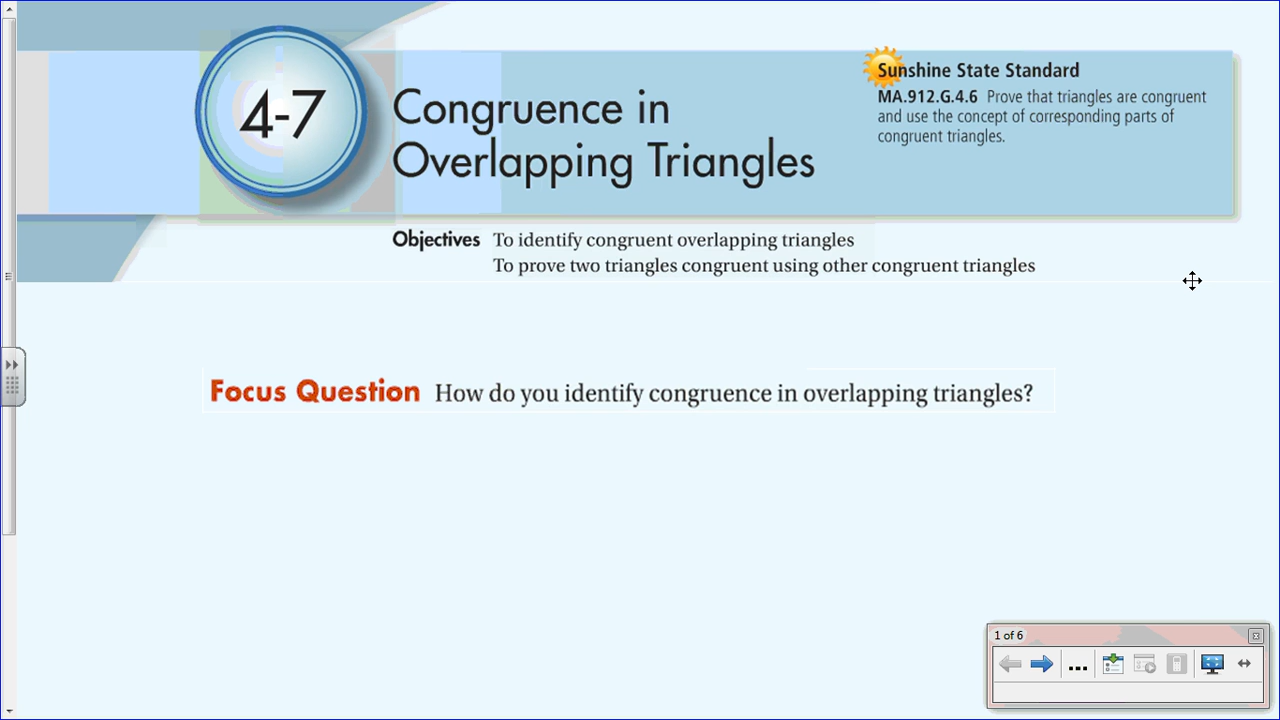 4-7
Congruence in
Overlapping Triangles
Sunshine State Standard
MA.912.G.4.6 Prove that triangles are congruent
and use the concept of corresponding parts of
congruent triangles.
Objectives To identify congruent overlapping triangles
To prove two triangles congruent using other congruent triangles
Focus Question How do you identify congruence in overlapping triangles?
1 of 6